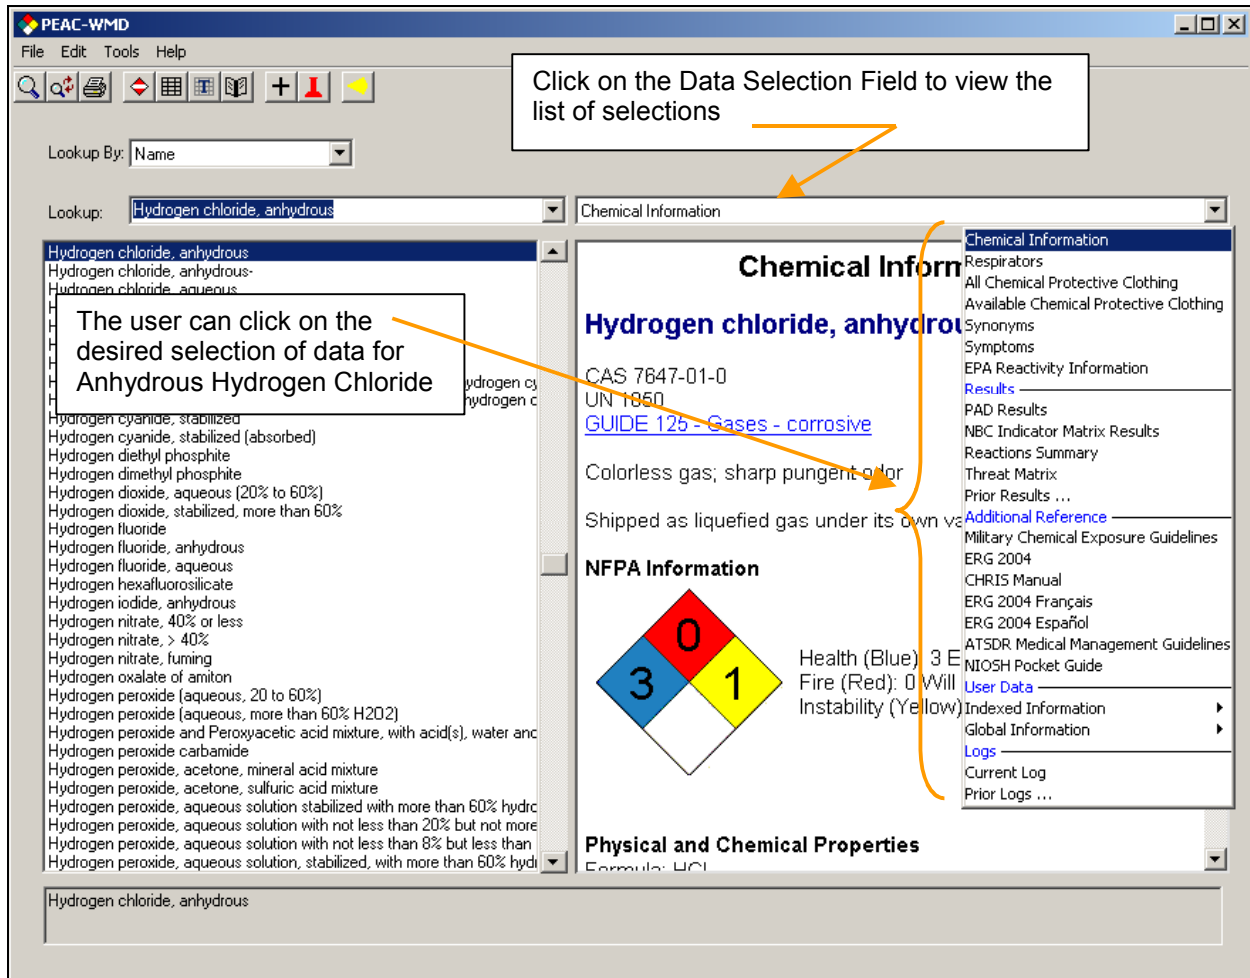 PEAC-WMD
File Edit Tools Help
Click on the Data Selection Field to view the
list of selections
Lookup By: Name
Lookup: Hydrogen chloride, anhydrous
Chemical Information
Hydrogen chloride, anhydrous
Hydrogen chloride, anhydrous-
Hydrogen chloride, aqueous
The user can click on the
desired selection of data for
Anhydrous Hydrogen Chloride
Hydrogen cyanide, stabilized
Hydrogen cyanide, stabilized (absorbed)
Hydrogen diethyl phosphite
Hydrogen dimethyl phosphite
Hydrogen dioxide, aqueous (20% to 60%)
Hydrogen dioxide, stabilized, more than 60%
Hydrogen fluoride
Hydrogen fluoride, anhydrous
Hydrogen fluoride, aqueous
Hydrogen hexafluorosilicate
Hydrogen iodide, anhydrous
Hydrogen nitrate, 40% or less
Hydrogen nitrate, > 40%
Hydrogen nitrate, fuming
Hydrogen oxalate of amiton
Hydrogen peroxide (aqueous, 20 to 60%)
Hydrogen peroxide (aqueous, more than 60% H2O2)
Hydrogen peroxide and Peroxyacetic acid mixture, with acid(s), water and
Hydrogen peroxide carbamide
Hydrogen peroxide, acetone, mineral acid mixture
Hydrogen peroxide, acetone, sulfuric acid mixture
Hydrogen peroxide, aqueous solution stabilized with more than 60% hydro
Hydrogen peroxide, aqueous solution with not less than 20% but not more
Hydrogen peroxide, aqueous solution with not less than 8% but less than
Hydrogen peroxide, aqueous solution, stabilized, with more than 60% hydr
Chemical Inform
Hydrogen chloride, anhydrou
CAS 7647-01-0
UN 1050
GUIDE 125 - Gases - corrosive
Colorless gas; sharp pungent odor
Shipped as liquefied gas under its own va
NFPA Information
0
3 1
Health (Blue): 3 E
Fire (Red): 0 Will
Instability (Yellow)
Physical and Chemical Properties
Formula: HCl
Chemical Information
Respirators
All Chemical Protective Clothing
Available Chemical Protective Clothing
Synonyms
Symptoms
EPA Reactivity Information
Results
PAD Results
NBC Indicator Matrix Results
Reactions Summary
Threat Matrix
Prior Results ...
Additional Reference
Military Chemical Exposure Guidelines
ERG 2004
CHRIS Manual
ERG 2004 Français
ERG 2004 Español
ATSDR Medical Management Guidelines
NIOSH Pocket Guide
User Data
Indexed Information
Global Information
Logs
Current Log
Prior Logs ...
Hydrogen chloride, anhydrous